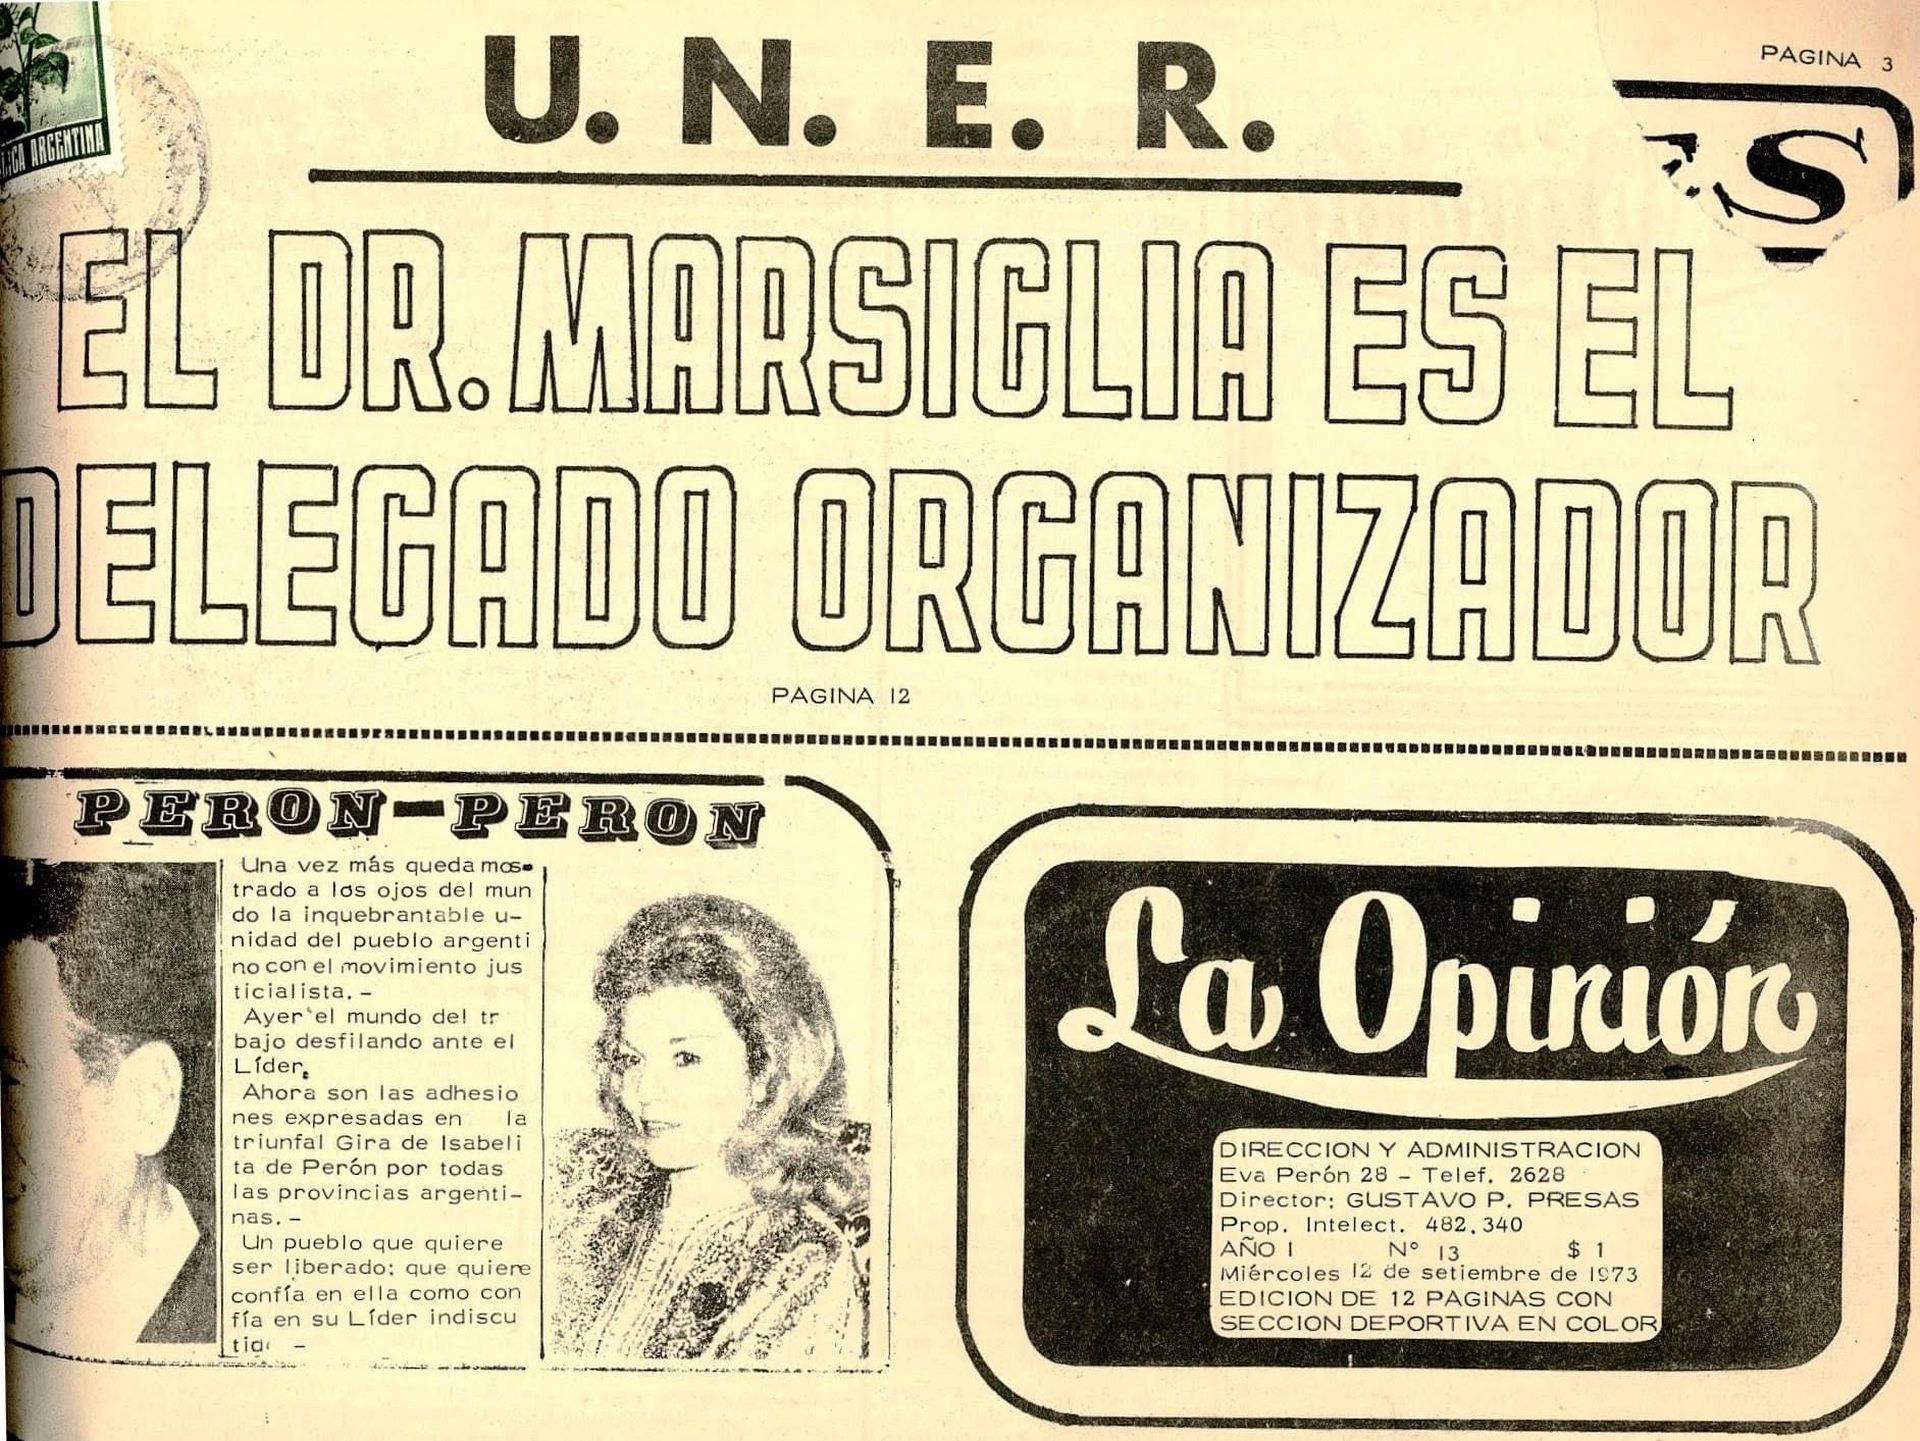 U. N. E. R.
PAGINA 3
S
ARGENTINA
EL DR. MARSIGLIA ES EL
DELEGADO ORGANIZADOR
PAGINA 12
PERON-PERON
Una vez más queda mos-
trado a los ojos del mun
do la inquebrantable u-
nidad del pueblo argenti
no con el movimiento jus
ticialista. -
Ayer el mundo del tr
bajo desfilando ante el
Líder.
Ahora son las adhesio
nes expresadas en la
triunfal Gira de Isabeli
ta de Perón por todas
las provincias argenti-
nas. -
Un pueblo que quiere
ser liberado; que quiere
confía en ella como con
fía en su Líder indiscu
La Opinión
DIRECCION Y ADMINISTRACION
Eva Perón 28 - Telef. 2628
Director: GUSTAVO P. PRESAS
Prop. Intelect. 482.340
AÑO I N° 13 $ 1
Miércoles 12 de setiembre de 1973
EDICION DE 12 PAGINAS CON
SECCION DEPORTIVA EN COLOR